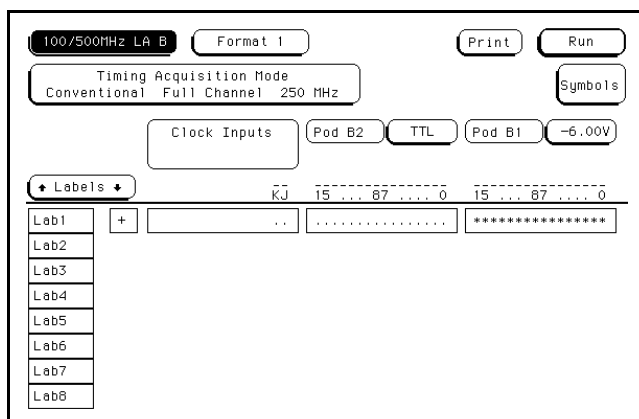 100/500MHz LA B   Format 1   Print   Run
Timing Acquisition Mode
Conventional  Full Channel  250 MHz
Symbols
Clock Inputs   Pod B2   TTL   Pod B1   -6.00V
↑ Labels ↓
KJ   15 ... 87 .... 0   15 ... 87 .... 0
Lab1   +   ..   ................   ****************
Lab2
Lab3
Lab4
Lab5
Lab6
Lab7
Lab8